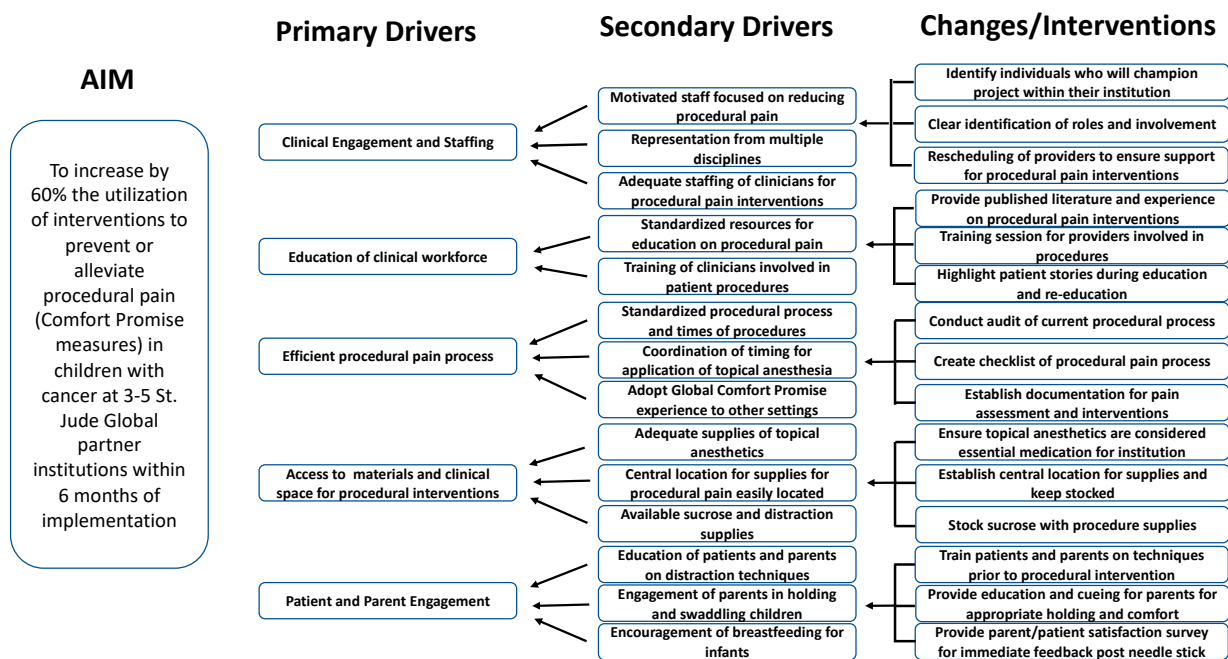 Primary Drivers
Secondary Drivers
Changes/Interventions
AIM
To increase by
60% the utilization
of interventions to
prevent or
alleviate
procedural pain
(Comfort Promise
measures) in
children with
cancer at 3-5 St.
Jude Global
partner
institutions within
6 months of
implementation
Clinical Engagement and Staffing
Education of clinical workforce
Efficient procedural pain process
Access to  materials and clinical
space for procedural interventions
Patient and Parent Engagement
Motivated staff focused on reducing
procedural pain
Representation from multiple
disciplines
Adequate staffing of clinicians for
procedural pain interventions
Standardized resources for
education on procedural pain
Training of clinicians involved in
patient procedures
Standardized procedural process
and times of procedures
Coordination of timing for
application of topical anesthesia
Adopt Global Comfort Promise
experience to other settings
Adequate supplies of topical
anesthetics
Central location for supplies for
procedural pain easily located
Available sucrose and distraction
supplies
Education of patients and parents
on distraction techniques
Engagement of parents in holding
and swaddling children
Encouragement of breastfeeding for
infants
Identify individuals who will champion
project within their institution
Clear identification of roles and involvement
Rescheduling of providers to ensure support
for procedural pain interventions
Provide published literature and experience
on procedural pain interventions
Training session for providers involved in
procedures
Highlight patient stories during education
and re-education
Conduct audit of current procedural process
Create checklist of procedural pain process
Establish documentation for pain
assessment and interventions
Ensure topical anesthetics are considered
essential medication for institution
Establish central location for supplies and
keep stocked
Stock sucrose with procedure supplies
Train patients and parents on techniques
prior to procedural intervention
Provide education and cueing for parents for
appropriate holding and comfort
Provide parent/patient satisfaction survey
for immediate feedback post needle stick